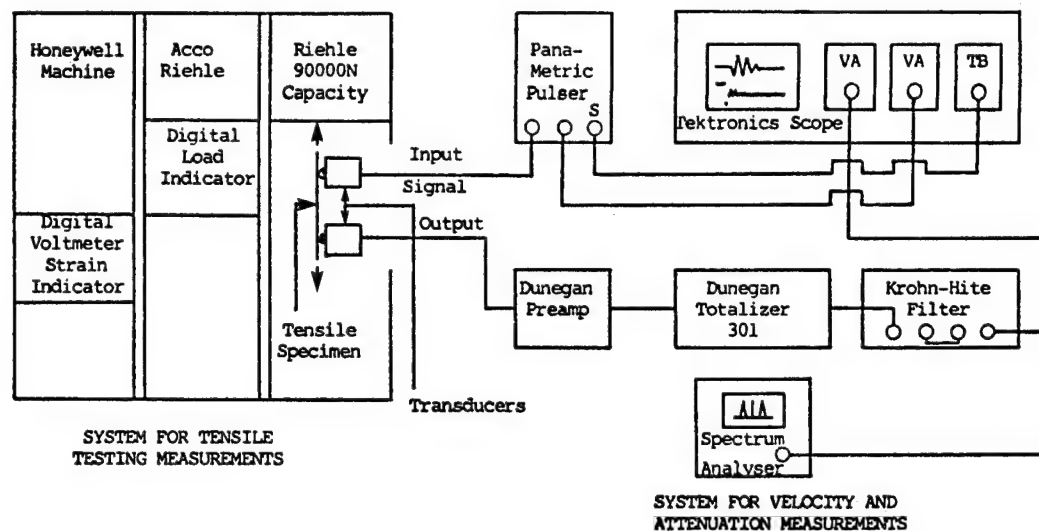 Honeywell
Machine
Acco
Riehle
Riehle
90000N
Capacity
Digital
Load
Indicator
Digital
Voltmeter
Strain
Indicator
Tensile
Specimen
Input
Signal
Output
Transducers
Pana-
Metric
Pulser
S
VA
VA
TB
Tektronics Scope
Dunegan
Preamp
Dunegan
Totalizer
301
Krohn-Hite
Filter
Spectrum
Analyser
SYSTEM FOR TENSILE
TESTING MEASUREMENTS
SYSTEM FOR VELOCITY AND
ATTENUATION MEASUREMENTS